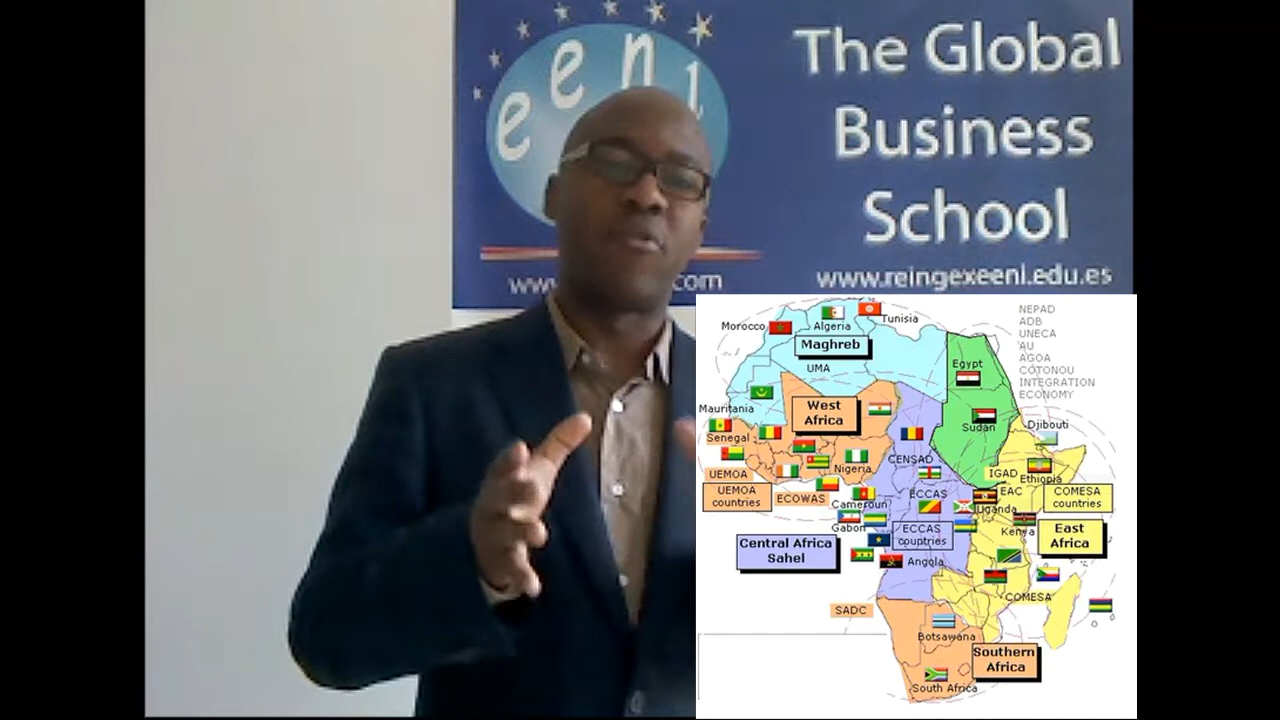 eeni
The Global
Business
School
www.reingexeeni.edu.es
com
NEPAD
ADB
UNECA
AU
AGOA
COTONOU
INTEGRATION
ECONOMY
Morocco
Algeria
Tunisia
Maghreb
UMA
Egypt
Mauritania
West
Africa
Sudan
Djibouti
Senegal
Nigeria
CENSAD
IGAD
Ethiopia
UEMOA
UEMOA
countries
ECOWAS
Cameroun
ECCAS
EAC
Uganda
COMESA
countries
Gabon
ECCAS
countries
Kenya
East
Africa
Central Africa
Sahel
Angola
COMESA
SADC
Botsawana
Southern
Africa
South Africa